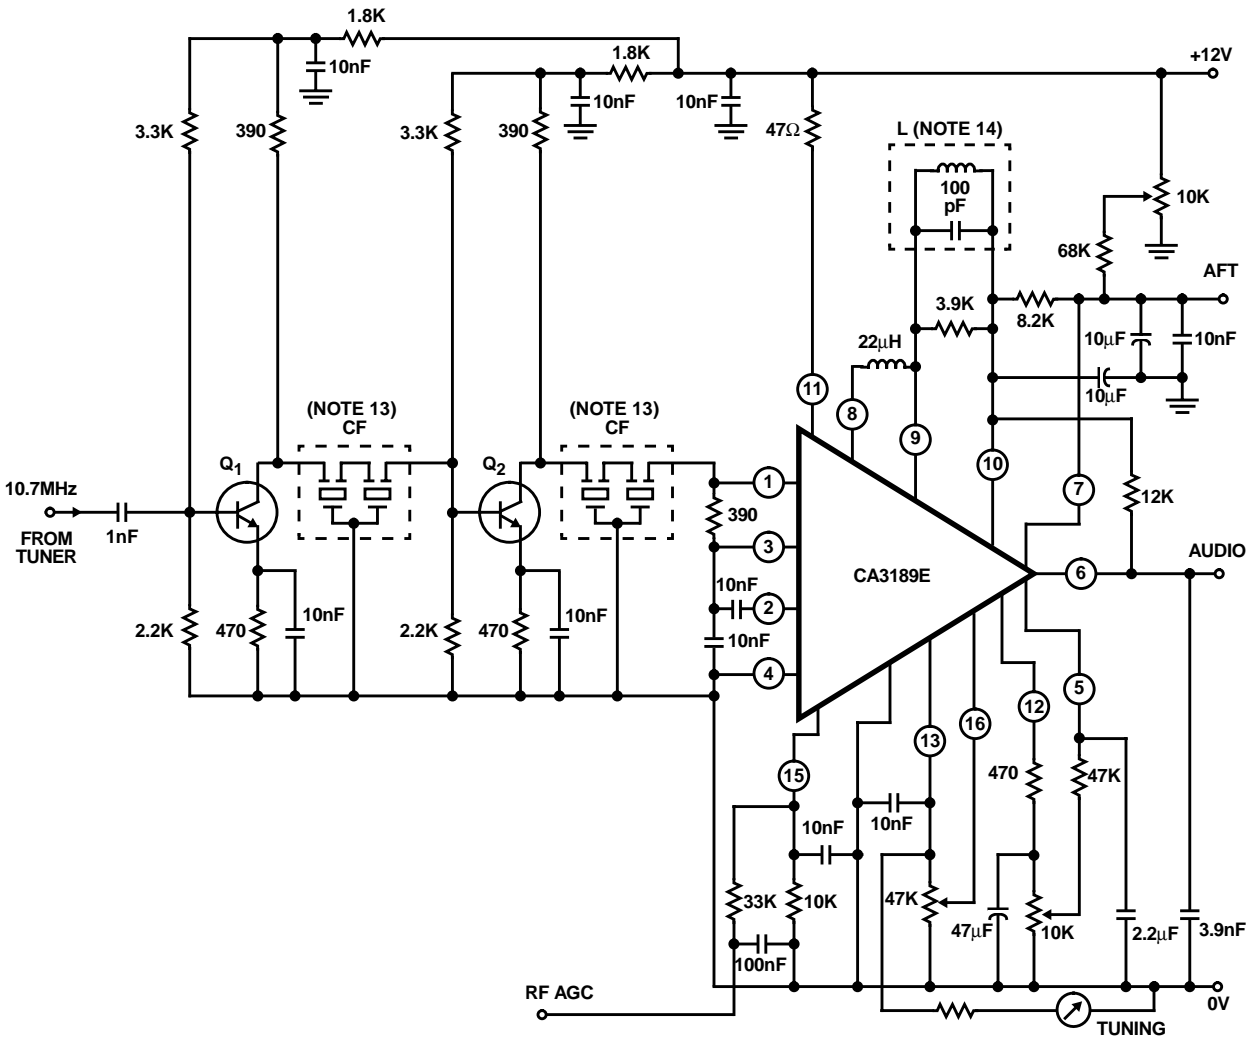 1.8K
10nF
1.8K
+12V
10nF
10nF
3.3K
390
3.3K
390
47Ω
L (NOTE 14)
100
pF
10K
68K
AFT
3.9K
8.2K
22µH
10µF
10nF
10µF
11
8
9
10
7
(NOTE 13)
CF
(NOTE 13)
CF
Q1
Q2
10.7MHz
FROM
TUNER
1nF
1
390
3
12K
CA3189E
6
AUDIO
10nF
2
10nF
4
2.2K
470
10nF
2.2K
470
10nF
5
12
16
13
15
470
47K
10nF
10nF
33K
10K
47K
47µF
10K
2.2µF
3.9nF
100nF
RF AGC
0V
TUNING